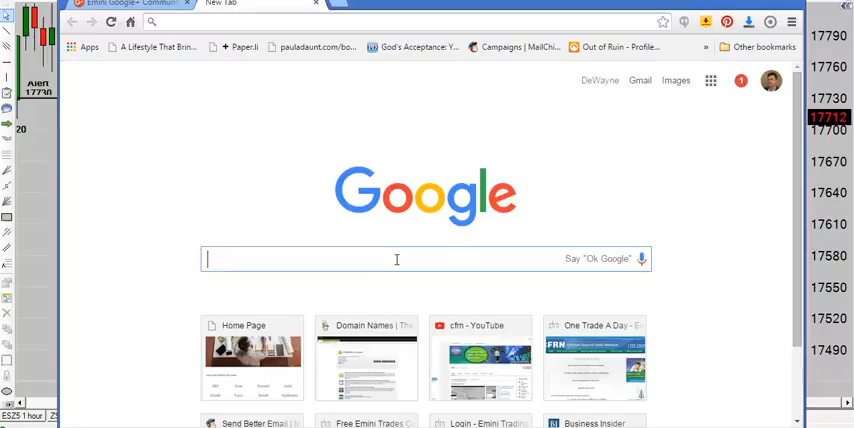 Emini Google+ Communit
New Tab
Apps
A Lifestyle That Brin...
+ Paper.li
pauladaunt.com/bo...
God's Acceptance: Y...
Campaigns | MailChi...
Out of Ruin - Profile...
»
Other bookmarks
DeWayne
Gmail
Images
1
Google
Say "Ok Google"
Home Page
Domain Names | The
cfrn - YouTube
One Trade A Day - E
FRN
Send Better Email | M
Free Emini Trades C
Login - Emini Trading
Business Insider
Alert
17730
20
17790
17760
17730
17712
17700
17670
17640
17610
17580
17550
17520
17490
ESZ5 1 hour